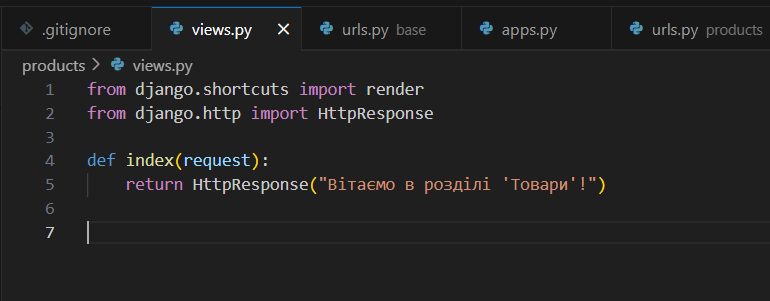 .gitignore views.py × urls.py base apps.py urls.py products
products > views.py
1 from django.shortcuts import render
2 from django.http import HttpResponse
3
4 def index(request):
5     return HttpResponse("Вітаємо в розділі 'Товари'!")
6
7